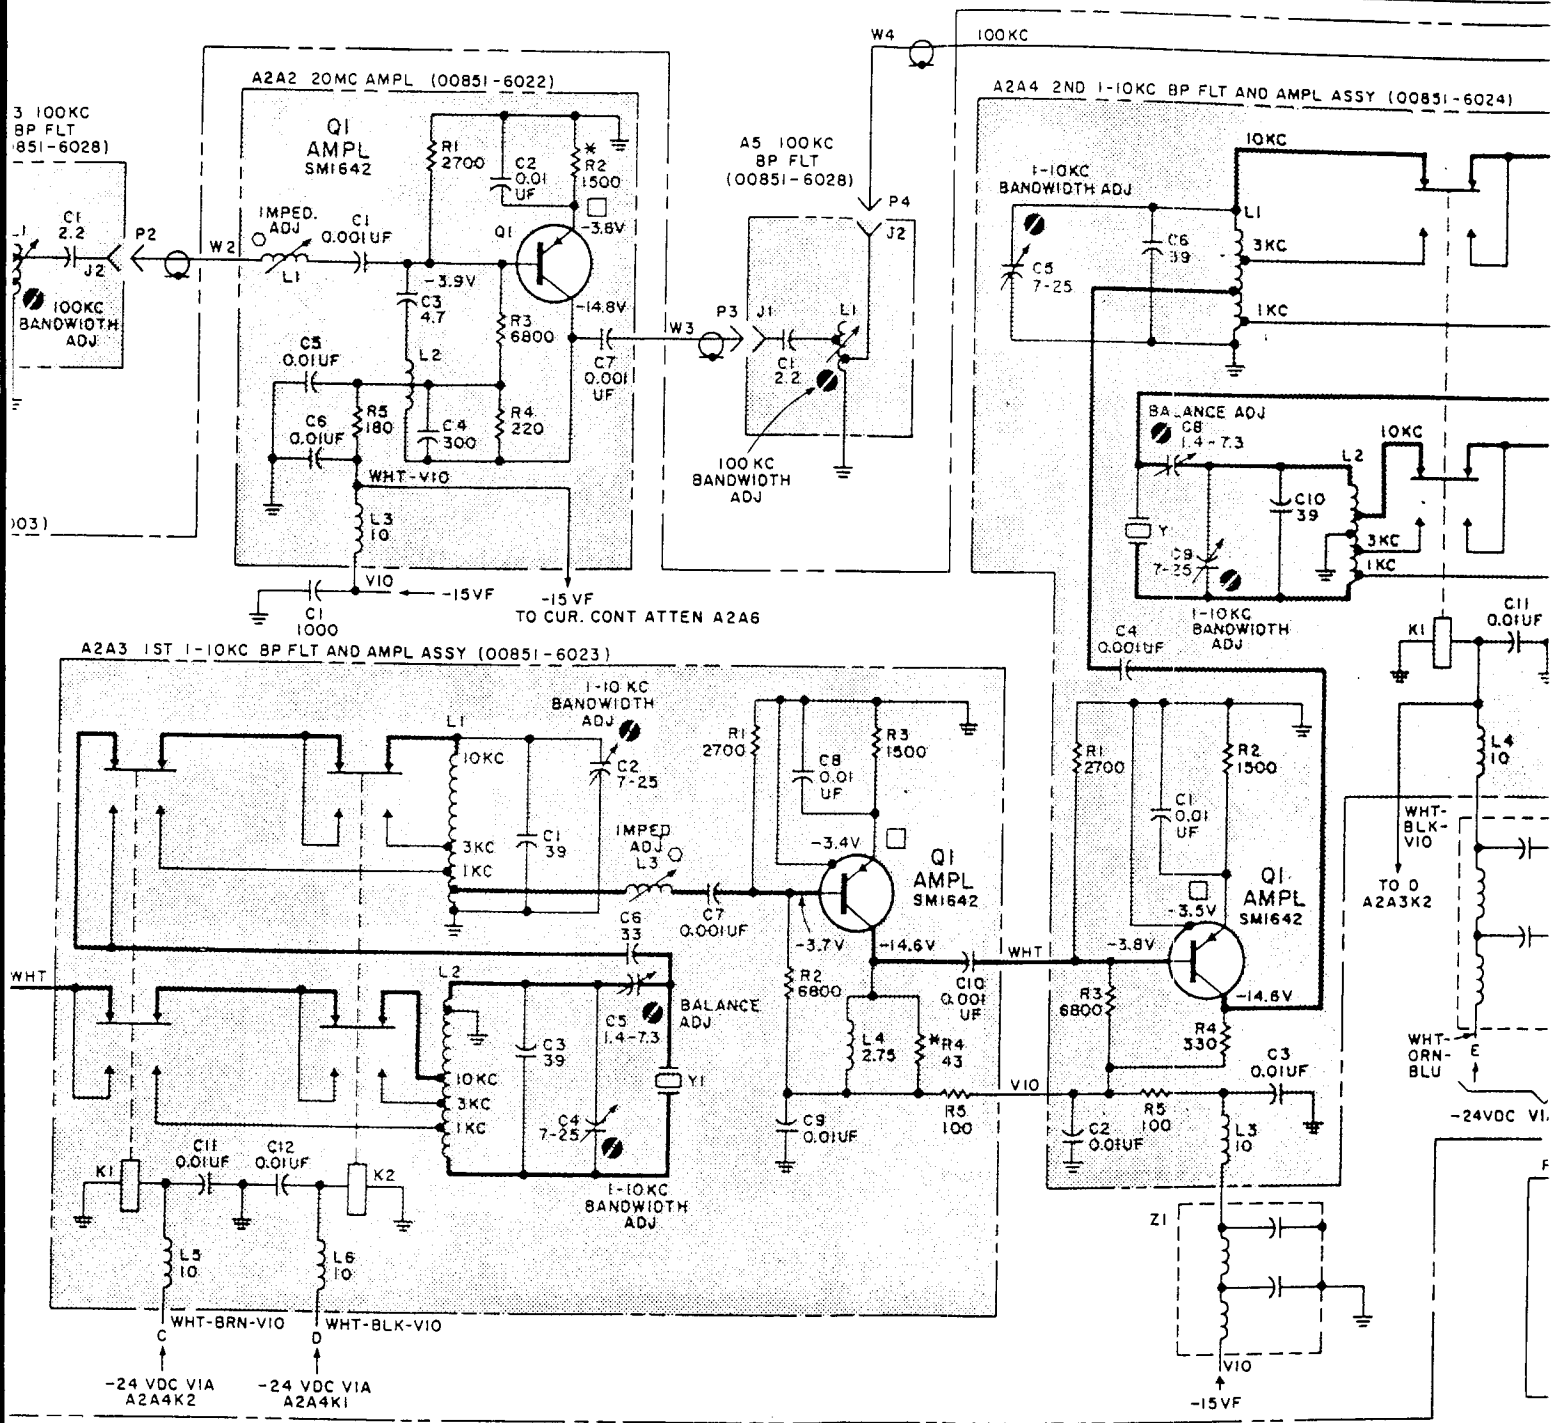 W4
100KC
A2A2 20MC AMPL (00851-6022)
A2A4 2ND 1-10KC BP FLT AND AMPL ASSY (00851-6024)
3 100KC
BP FLT
851-6028)
C1
2.2
J2
P2
W2
100KC
BANDWIDTH
ADJ
003)
Q1
AMPL
SM1642
IMPED.
ADJ
L1
C1
0.001UF
R1
2700
C2
0.01
UF
*
R2
1500
Q1
-3.8V
-3.9V
-14.8V
C3
4.7
R3
6800
L2
C5
0.01UF
C6
0.01UF
R5
180
C4
300
R4
220
C7
0.001
UF
WHT-VIO
L3
10
VIO
-15VF
C1
1000
-15VF
TO CUR. CONT ATTEN A2A6
W3
A5 100KC
BP FLT
(00851-6028)
P4
J2
P3
J1
L1
C1
2.2
100KC
BANDWIDTH
ADJ
1-10KC
BANDWIDTH ADJ
C5
7-25
C6
39
10KC
L1
3KC
1KC
BALANCE ADJ
C8
1.4-7.3
L2
10KC
C10
39
Y
C9
7-25
3KC
1KC
1-10KC
BANDWIDTH
ADJ
K1
C11
0.01UF
C4
0.001UF
L4
10
WHT-
BLK-
VIO
TO D
A2A3K2
WHT-
ORN-
BLU
E
-24VDC VI
A2A3 1ST 1-10KC BP FLT AND AMPL ASSY (00851-6023)
1-10KC
BANDWIDTH
ADJ
L1
10KC
C2
7-25
C1
39
3KC
1KC
IMPED
ADJ
L3
C7
0.001UF
R1
2700
C8
0.01
UF
R3
1500
-3.4V
Q1
AMPL
SM1642
-3.7V
-14.6V
C10
0.001
UF
WHT
R2
6800
L4
2.75
*R4
43
C9
0.01UF
R5
100
VIO
WHT
C6
33
L2
C5
1.4-7.3
BALANCE
ADJ
C3
39
Y1
10KC
3KC
1KC
C4
7-25
1-10KC
BANDWIDTH
ADJ
K1
C11
0.01UF
C12
0.01UF
K2
L5
10
L6
10
WHT-BRN-VIO
WHT-BLK-VIO
C
D
-24 VDC VIA
A2A4K2
-24 VDC VIA
A2A4K1
R1
2700
C1
0.01
UF
R2
1500
Q1
AMPL
SM1642
-3.5V
-3.8V
-14.6V
R3
6800
R4
330
C3
0.01UF
C2
0.01UF
R5
100
L3
10
Z1
VIO
-15VF